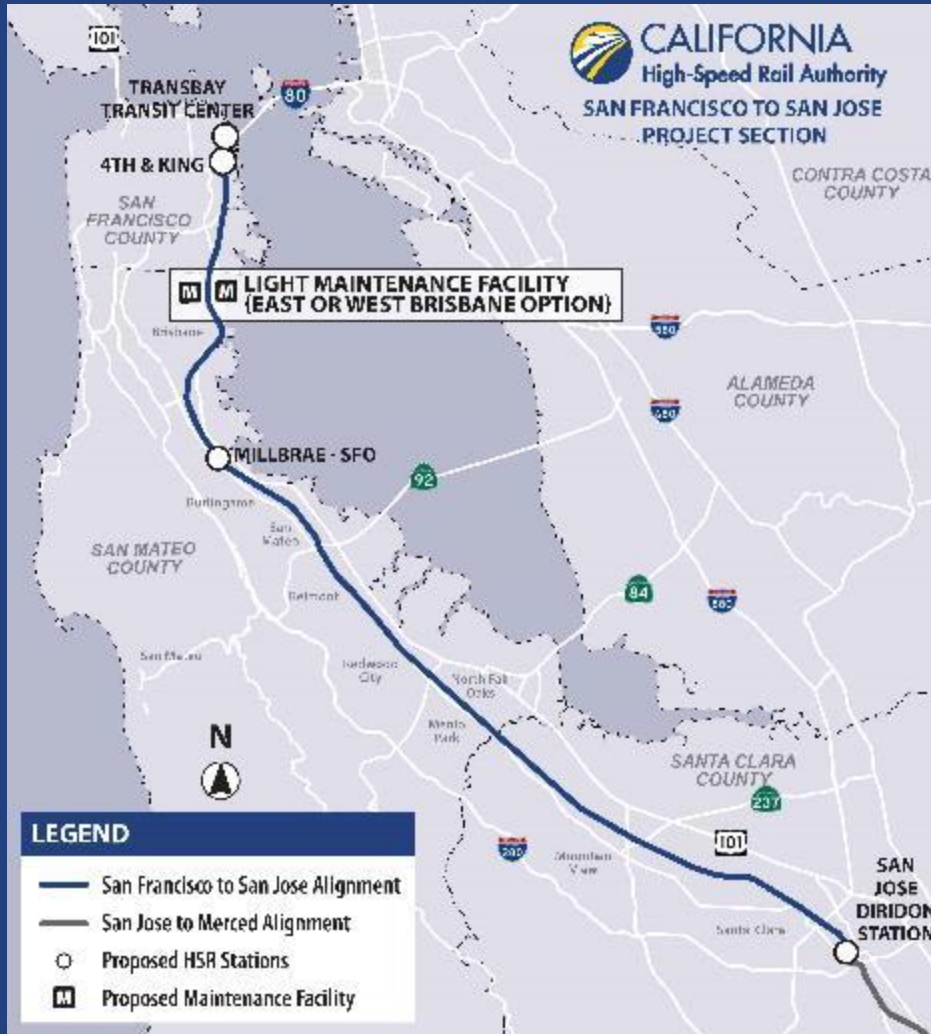 CALIFORNIA
High-Speed Rail Authority
SAN FRANCISCO TO SAN JOSE
PROJECT SECTION
101
TRANSBAY
TRANSIT CENTER
80
4TH & KING
SAN
FRANCISCO
COUNTY
CONTRA COSTA
COUNTY
M M LIGHT MAINTENANCE FACILITY
(EAST OR WEST BRISBANE OPTION)
Brisbane
ALAMEDA
COUNTY
MILLBRAE - SFO
92
Burlingame
San
Mateo
SAN MATEO
COUNTY
Belmont
84
San Mateo
Redwood
City
North Fair
Oaks
Menlo
Park
N
SANTA CLARA
COUNTY
237
101
280
Mountain
View
Santa Clara
SAN
JOSE
DIRIDON
STATION
LEGEND
San Francisco to San Jose Alignment
San Jose to Merced Alignment
Proposed HSR Stations
M Proposed Maintenance Facility